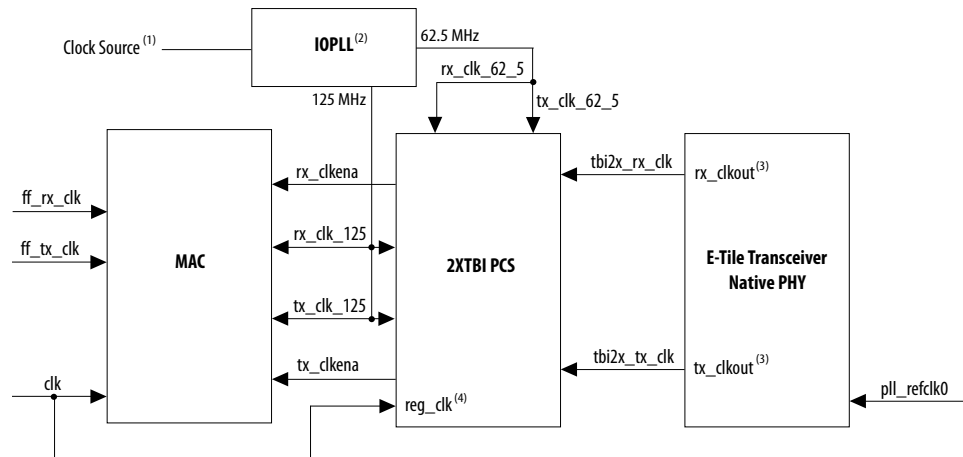 Clock Source (1)
IOPLL (2)
62.5 MHz
rx_clk_62_5
125 MHz
tx_clk_62_5
rx_clkena
tbi2x_rx_clk
rx_clkout (3)
ff_rx_clk
rx_clk_125
ff_tx_clk
MAC
2XTBI PCS
E-Tile Transceiver
Native PHY
tx_clk_125
tx_clkena
tbi2x_tx_clk
tx_clkout (3)
clk
reg_clk (4)
pll_refclk0